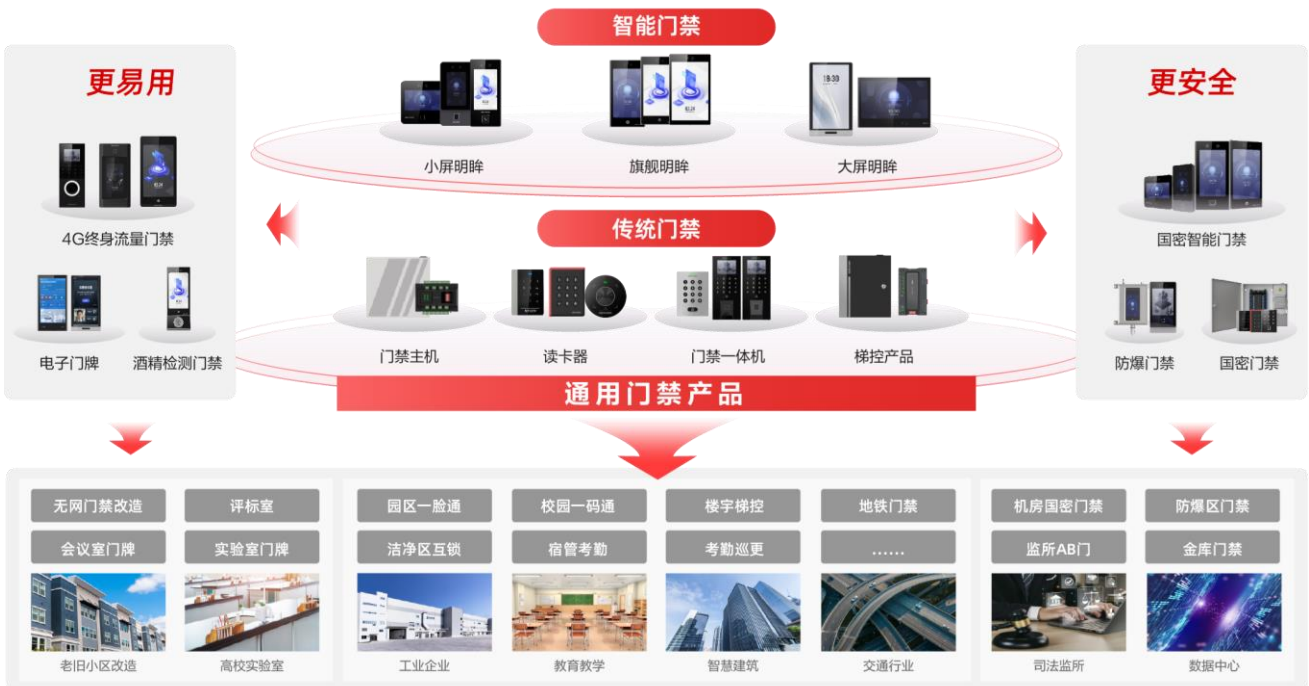 智能门禁
更易用
更安全
小屏明眸
旗舰明眸
大屏明眸
4G终身流量门禁
传统门禁
国密智能门禁
电子门牌
酒精检测门禁
门禁主机
读卡器
门禁一体机
梯控产品
防爆门禁
国密门禁
通用门禁产品
无网门禁改造
评标室
园区一脸通
校园一码通
楼宇梯控
地铁门禁
机房国密门禁
防爆区门禁
会议室门牌
实验室门牌
洁净区互锁
宿管考勤
考勤巡更
......
监所AB门
金库门禁
老旧小区改造
高校实验室
工业企业
教育教学
智慧建筑
交通行业
司法监所
数据中心